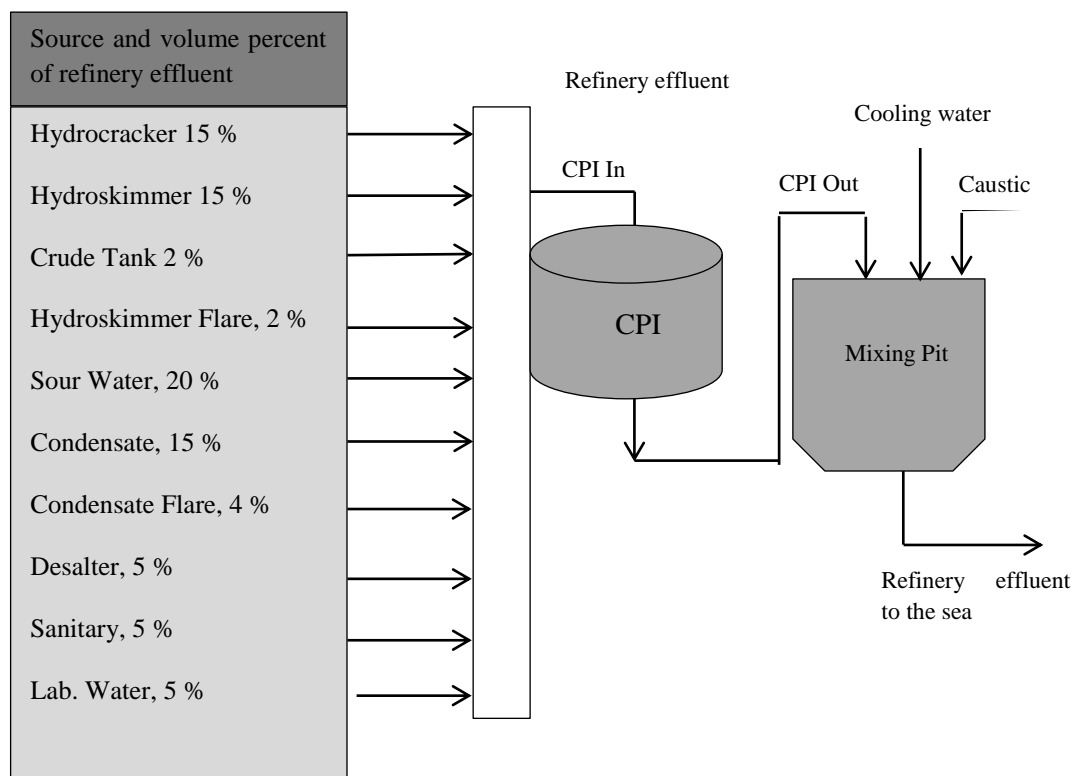 Source and volume percent
of refinery effluent
Hydrocracker 15 %
Hydroskimmer 15 %
Crude Tank 2 %
Hydroskimmer Flare, 2 %
Sour Water, 20 %
Condensate, 15 %
Condensate Flare, 4 %
Desalter, 5 %
Sanitary, 5 %
Lab. Water, 5 %
Refinery effluent
CPI In
CPI
CPI Out
Cooling water
Caustic
Mixing Pit
Refinery effluent
to the sea